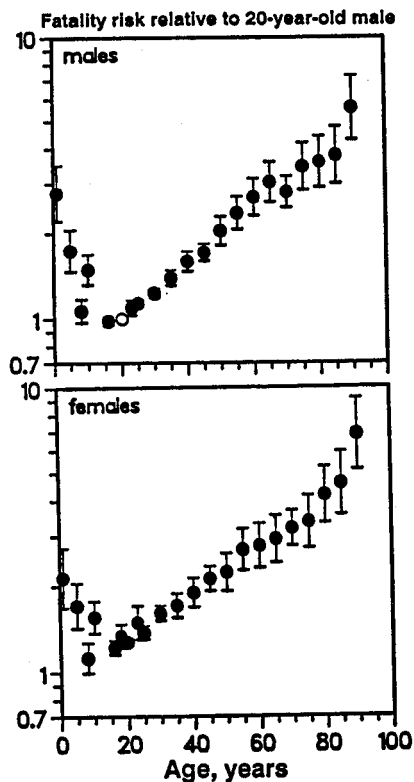 Fatality risk relative to 20-year-old male
10
males
1
0.7
10
females
1
0.7
0 20 40 60 80 100
Age, years